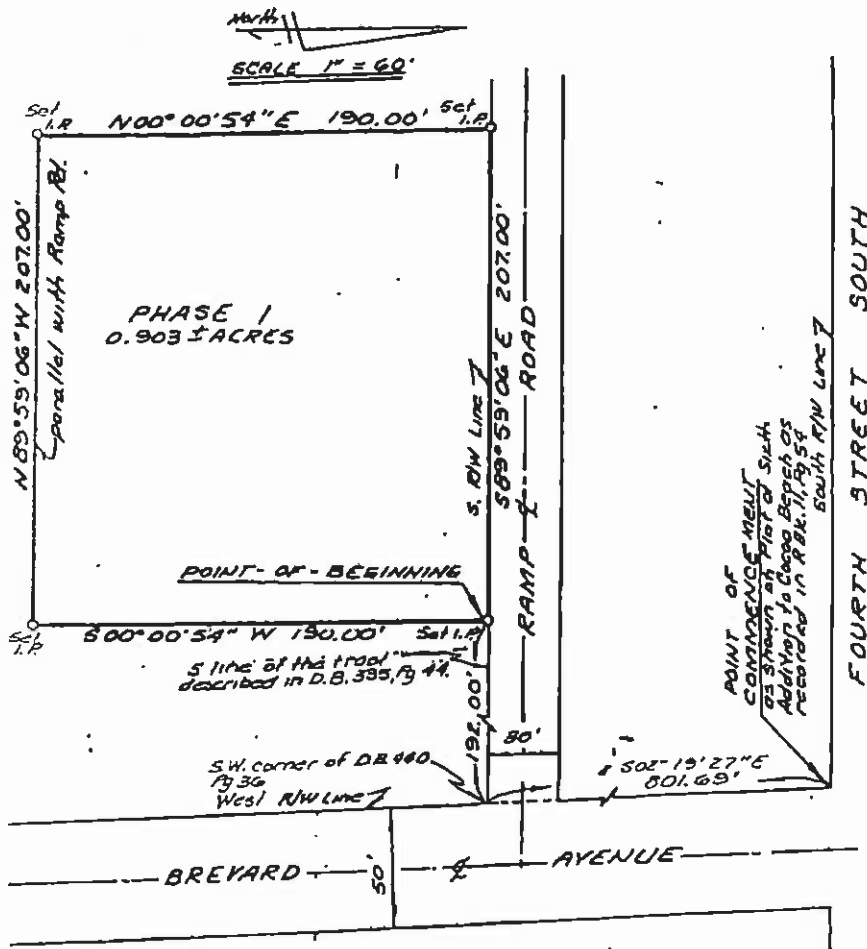 North
SCALE 1" = 60'
Set
I.R
N00°00'54"E 190.00'
Set
I.P.
N89°59'06"W 207.00'
parallel with Ramp Rd.
PHASE 1
0.903 ± ACRES
S. R/W Line
S89°59'06"E 207.00'
RAMP ROAD
FOURTH STREET SOUTH
South R/W Line
POINT OF
COMMENCEMENT
as shown on Plat of Sixth
Addition to Cocoa Beach as
recorded in P.BK. 11, Pg 54
POINT-OF-BEGINNING
Set
I.P.
S00°00'54" W 190.00'
Set I.P.
S line of the tract
described in D.B. 395, Pg 44.
192.00'
80'
S.W. corner of D.B. 440
Pg 36
West R/W Line
S02°19'27"E
801.69'
BREVARD AVENUE
50'